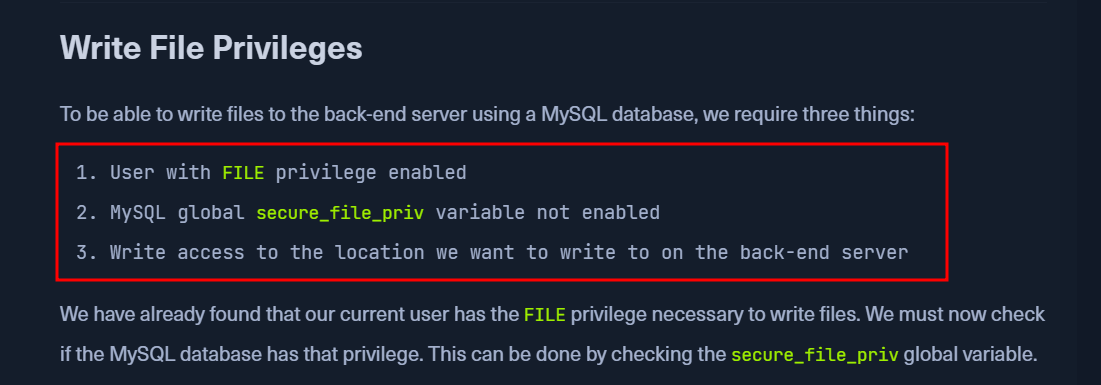 Write File Privileges
To be able to write files to the back-end server using a MySQL database, we require three things:
1. User with FILE privilege enabled
2. MySQL global secure_file_priv variable not enabled
3. Write access to the location we want to write to on the back-end server
We have already found that our current user has the FILE privilege necessary to write files. We must now check
if the MySQL database has that privilege. This can be done by checking the secure_file_priv global variable.